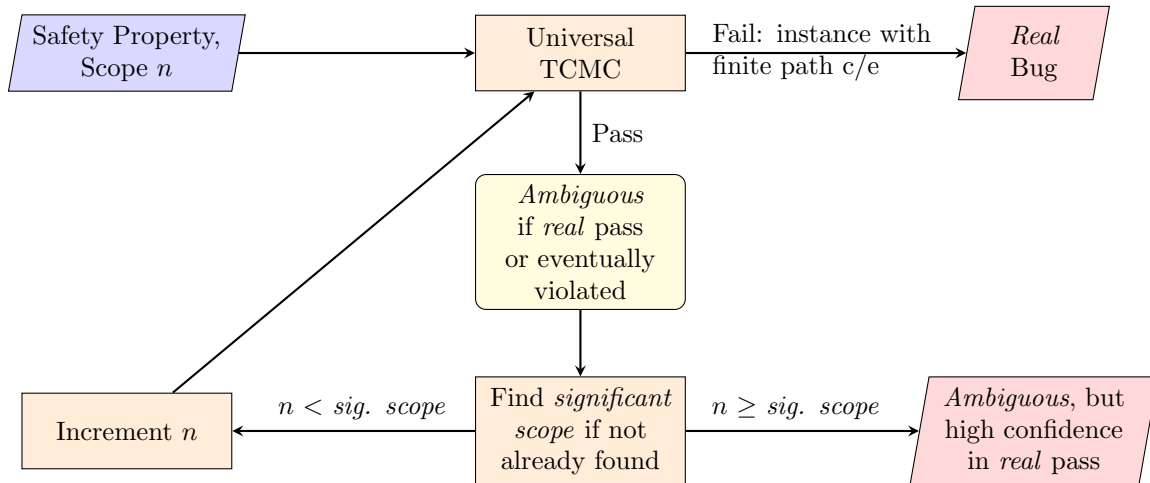 Safety Property,
Scope n
Universal
TCMC
Fail: instance with
finite path c/e
Real
Bug
Pass
Ambiguous
if real pass
or eventually
violated
Increment n
n < sig. scope
Find significant
scope if not
already found
n ≥ sig. scope
Ambiguous, but
high confidence
in real pass